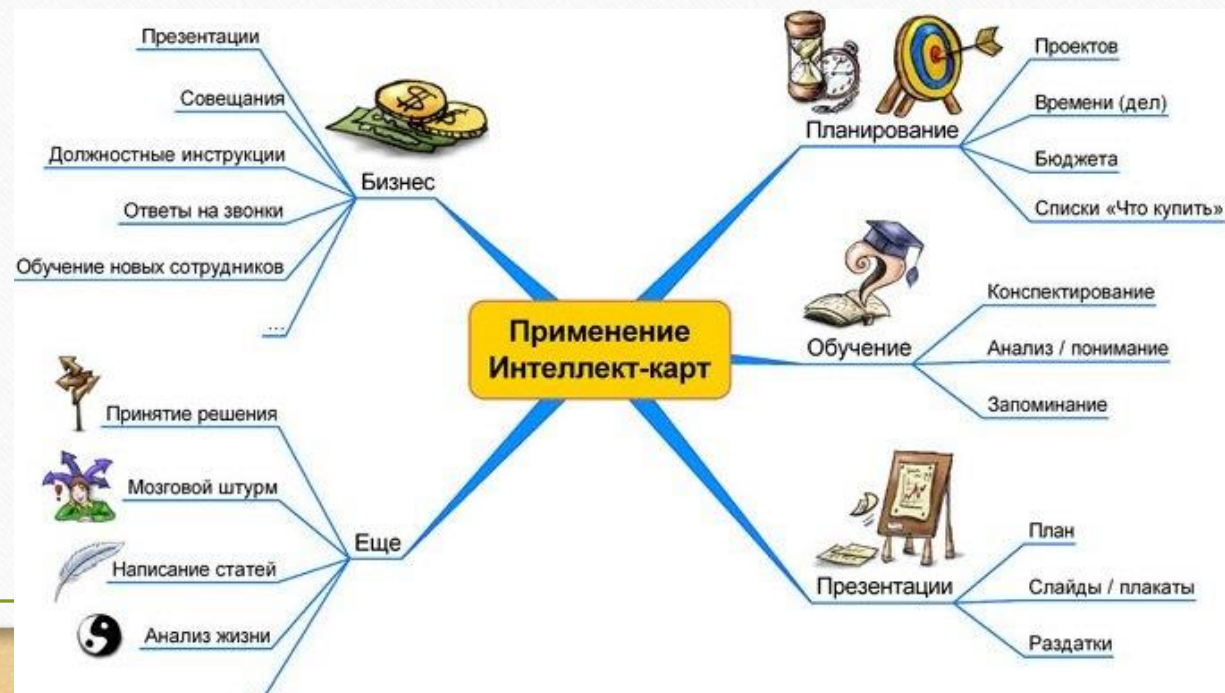 Применение
Интеллект-карт
Планирование
Проектов
Времени (дел)
Бюджета
Списки «Что купить»
Обучение
Конспектирование
Анализ / понимание
Запоминание
Презентации
План
Слайды / плакаты
Раздатки
Бизнес
Презентации
Совещания
Должностные инструкции
Ответы на звонки
Обучение новых сотрудников
...
Еще
Принятие решения
Мозговой штурм
Написание статей
Анализ жизни